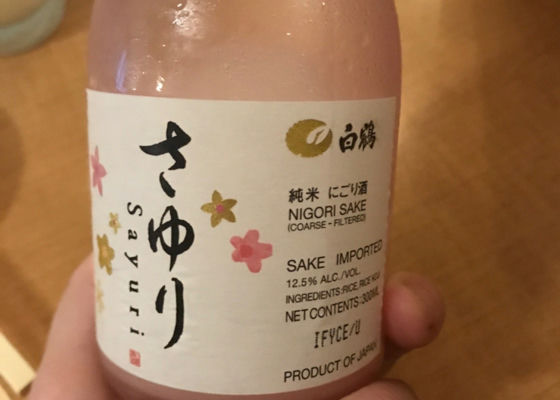 さゆり
Sayuri
白鶴
純米 にごり酒
NIGORI SAKE
(COARSE-FILTERED)
SAKE IMPORTED
12.5% ALC./VOL.
INGREDIENTS:RICE, RICE KOJI
NET CONTENTS:300ML
IFYCE/U
PRODUCT OF JAPAN